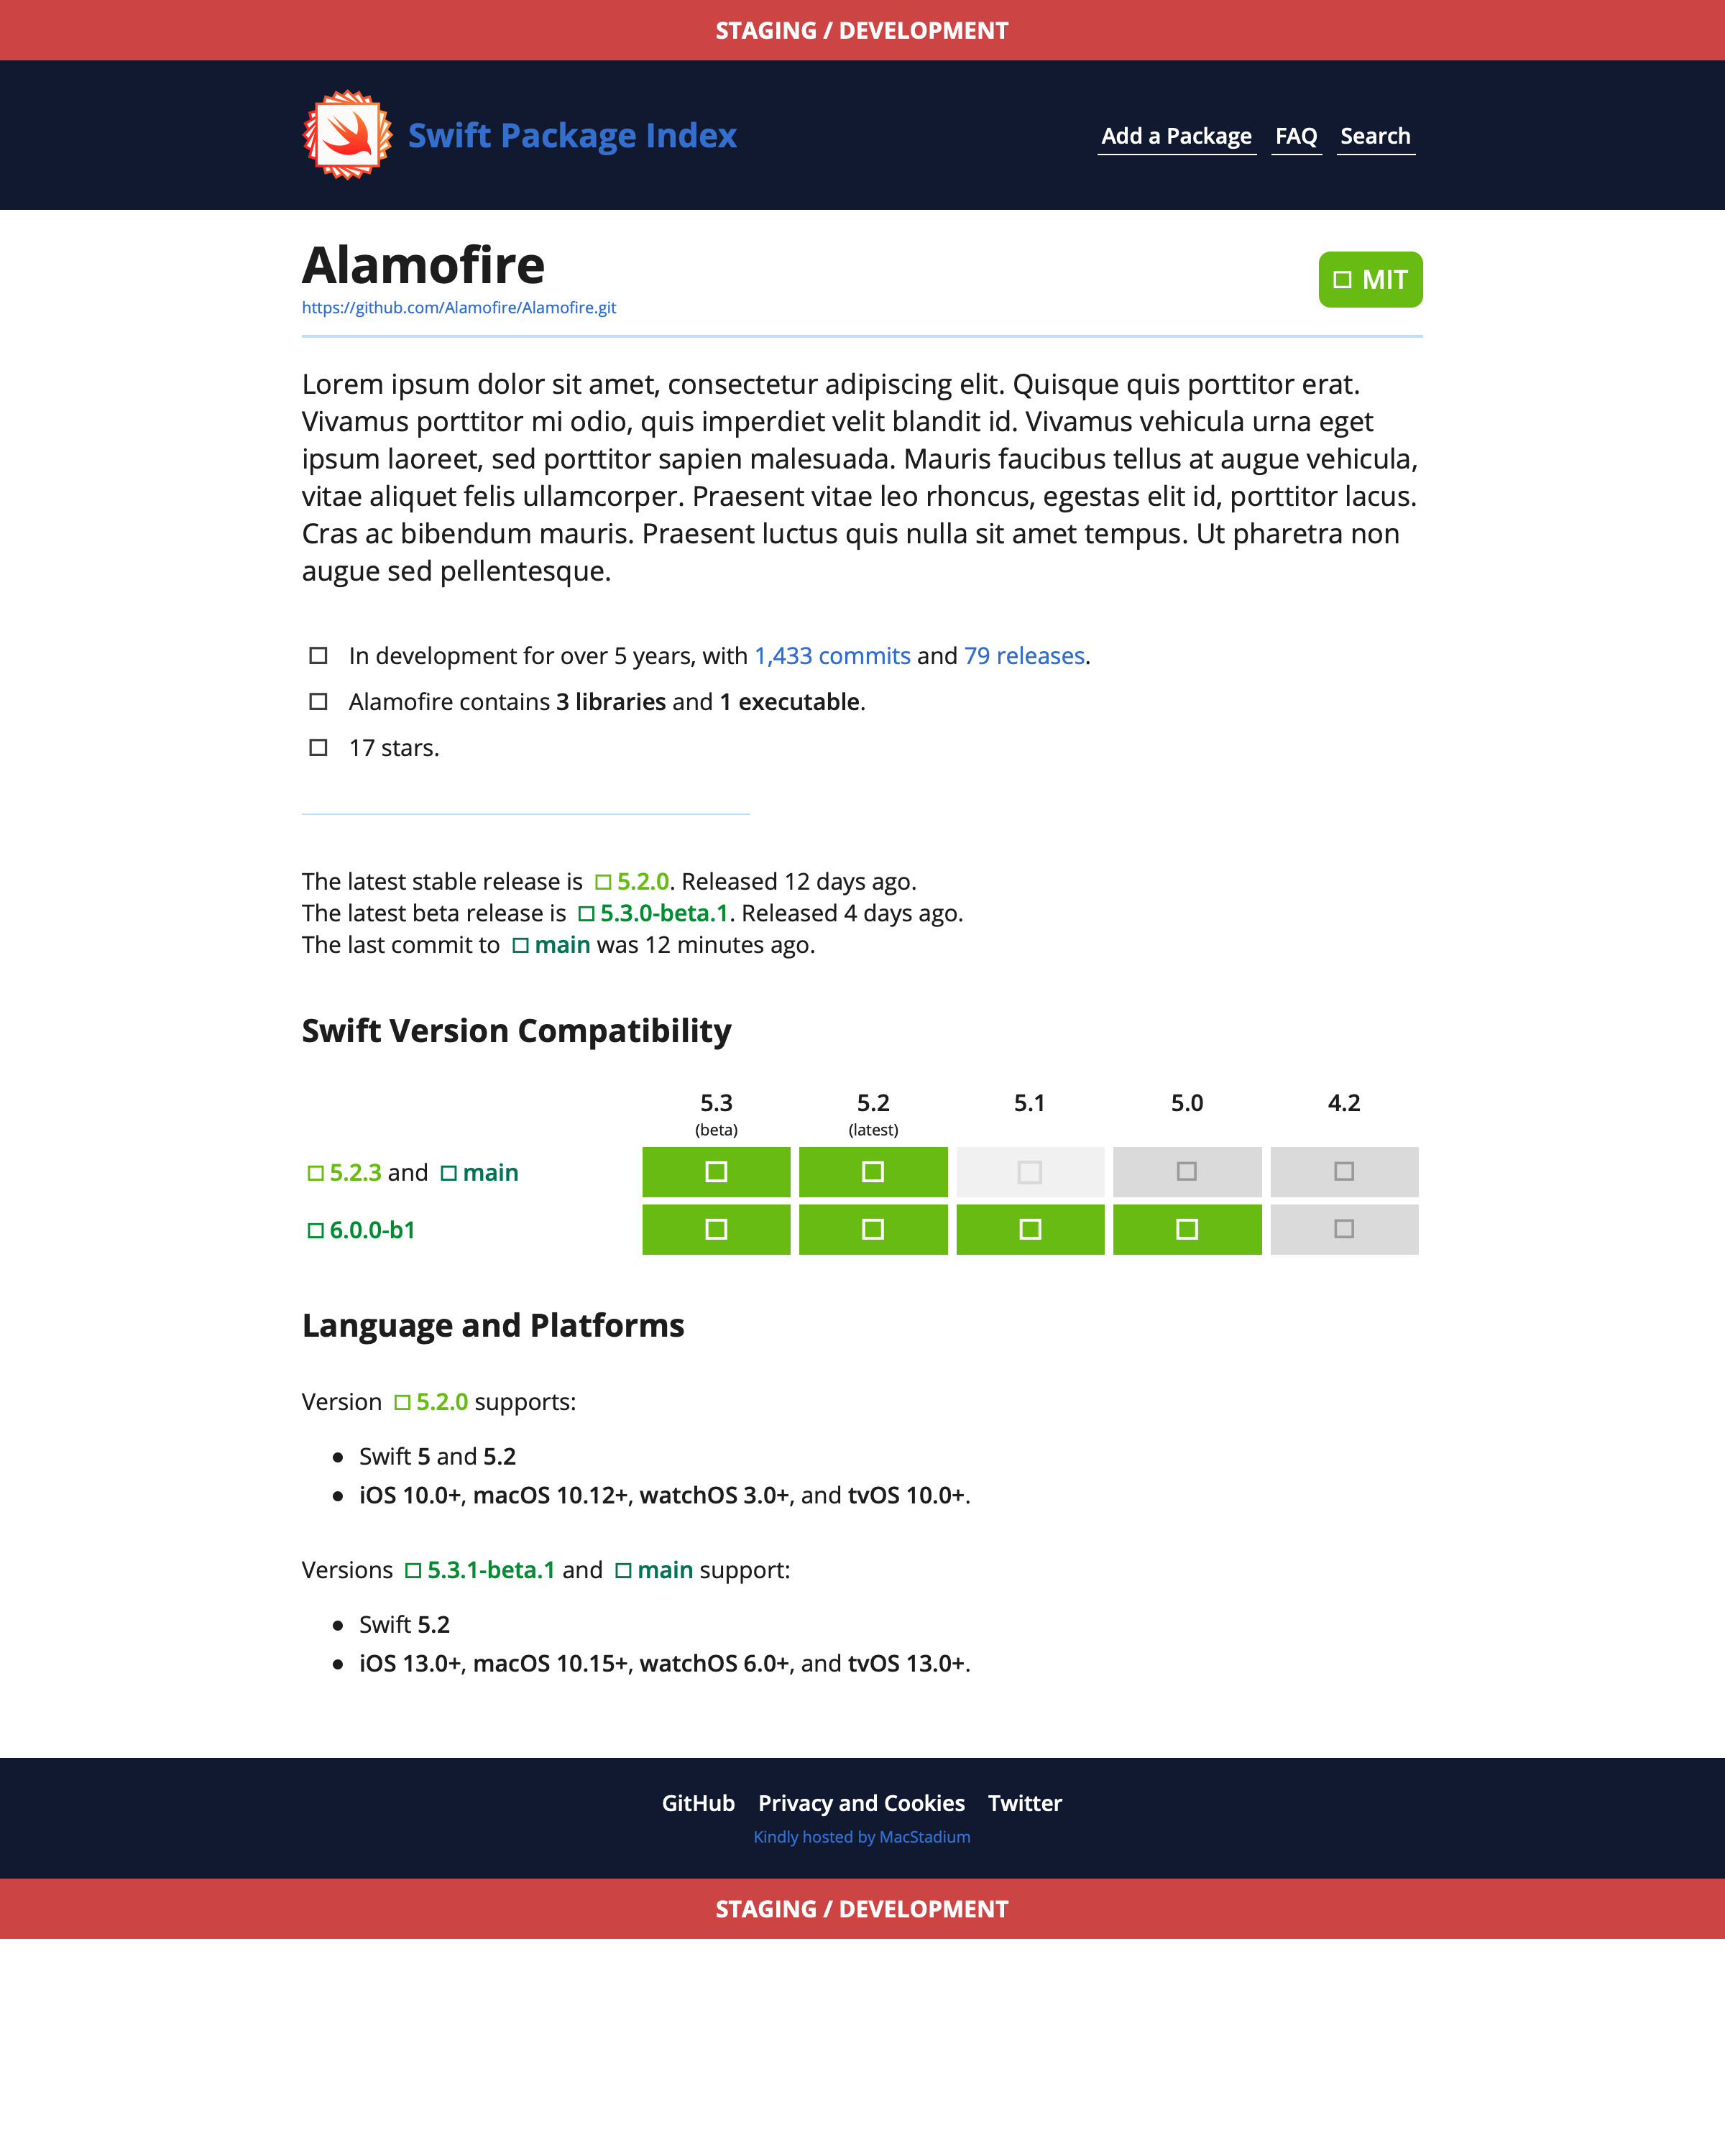 STAGING / DEVELOPMENT
Swift Package Index
Add a Package FAQ Search
Alamofire
MIT
https://github.com/Alamofire/Alamofire.git
Lorem ipsum dolor sit amet, consectetur adipiscing elit. Quisque quis porttitor erat.
Vivamus porttitor mi odio, quis imperdiet velit blandit id. Vivamus vehicula urna eget
ipsum laoreet, sed porttitor sapien malesuada. Mauris faucibus tellus at augue vehicula,
vitae aliquet felis ullamcorper. Praesent vitae leo rhoncus, egestas elit id, porttitor lacus.
Cras ac bibendum mauris. Praesent luctus quis nulla sit amet tempus. Ut pharetra non
augue sed pellentesque.
In development for over 5 years, with 1,433 commits and 79 releases.
Alamofire contains 3 libraries and 1 executable.
17 stars.
The latest stable release is 5.2.0. Released 12 days ago.
The latest beta release is 5.3.0-beta.1. Released 4 days ago.
The last commit to main was 12 minutes ago.
Swift Version Compatibility
5.3 5.2 5.1 5.0 4.2
(beta) (latest)
5.2.3 and main
6.0.0-b1
Language and Platforms
Version 5.2.0 supports:
Swift 5 and 5.2
iOS 10.0+, macOS 10.12+, watchOS 3.0+, and tvOS 10.0+.
Versions 5.3.1-beta.1 and main support:
Swift 5.2
iOS 13.0+, macOS 10.15+, watchOS 6.0+, and tvOS 13.0+.
GitHub Privacy and Cookies Twitter
Kindly hosted by MacStadium
STAGING / DEVELOPMENT